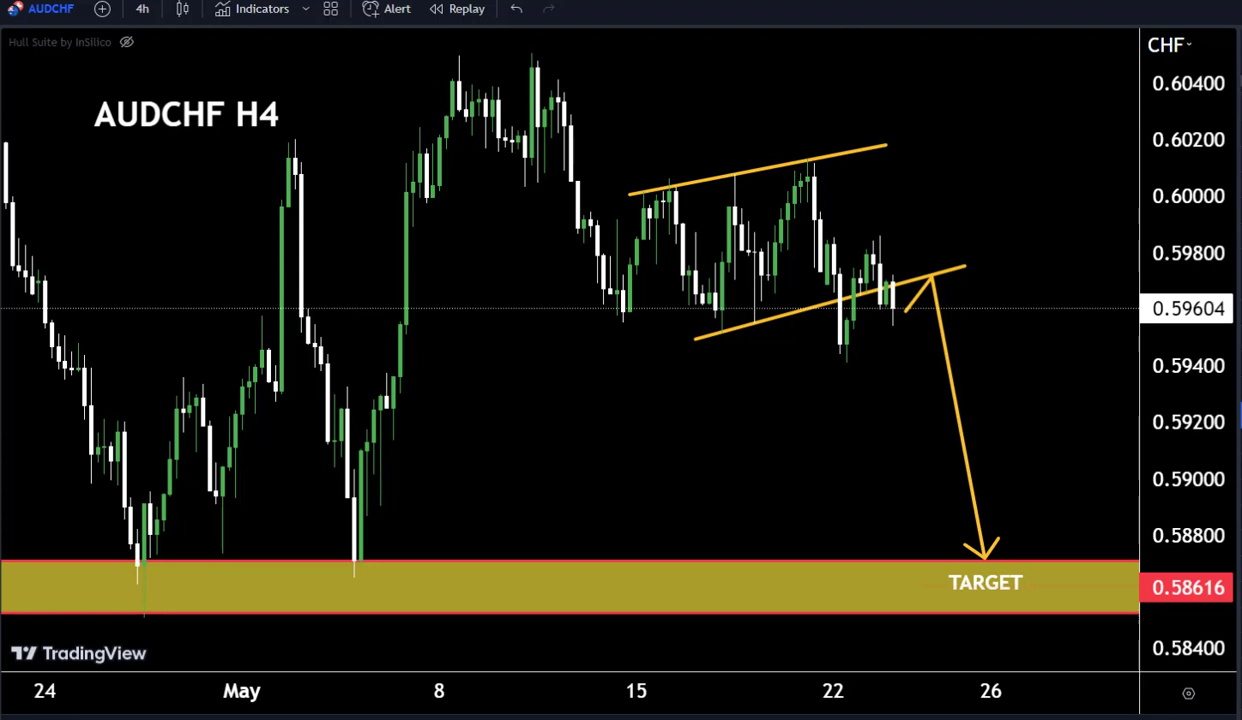 AUDCHF 4h Indicators Alert Replay
Hull Suite by InSilico
CHF
AUDCHF H4
0.60400
0.60200
0.60000
0.59800
0.59604
0.59400
0.59200
0.59000
0.58800
TARGET
0.58616
0.58400
TradingView
24 May 8 15 22 26